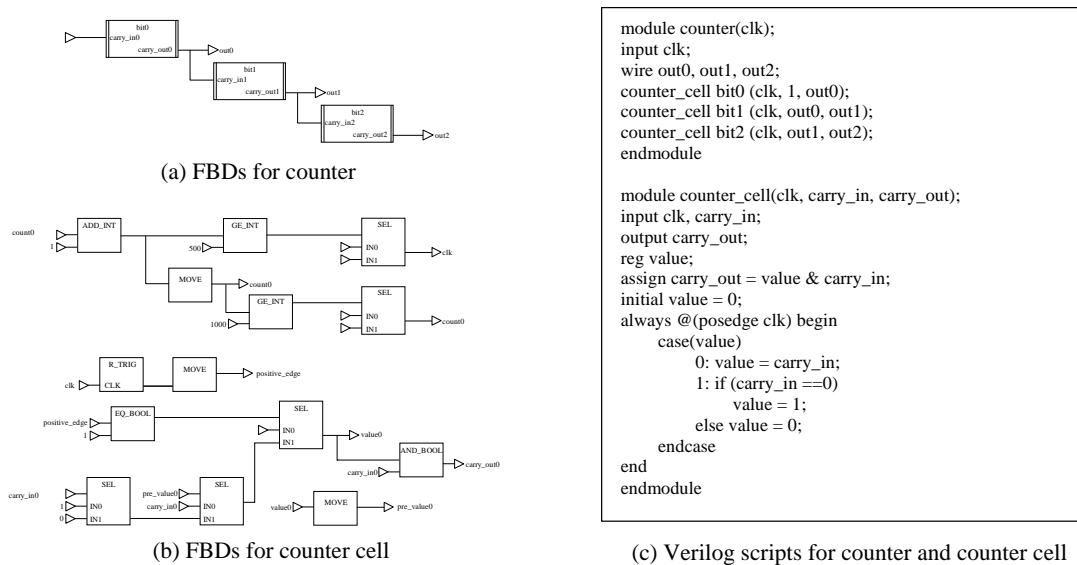 bit0
carry_in0
carry_out0
out0
bit1
carry_in1
carry_out1
out1
bit2
carry_in2
carry_out2
out2
(a) FBDs for counter
count0
1
ADD_INT
500
GE_INT
SEL
IN0
IN1
clk
MOVE
count0
1000
GE_INT
SEL
IN0
IN1
count0
clk
R_TRIG
CLK
MOVE
positive_edge
positive_edge
1
EQ_BOOL
SEL
IN0
IN1
value0
carry_in0
AND_BOOL
carry_out0
carry_in0
1
0
SEL
IN0
IN1
pre_value0
carry_in0
SEL
IN0
IN1
value0
MOVE
pre_value0
(b) FBDs for counter cell
module counter(clk);
input clk;
wire out0, out1, out2;
counter_cell bit0 (clk, 1, out0);
counter_cell bit1 (clk, out0, out1);
counter_cell bit2 (clk, out1, out2);
endmodule
module counter_cell(clk, carry_in, carry_out);
input clk, carry_in;
output carry_out;
reg value;
assign carry_out = value & carry_in;
initial value = 0;
always @(posedge clk) begin
case(value)
0: value = carry_in;
1: if (carry_in ==0)
value = 1;
else value = 0;
endcase
end
endmodule
(c) Verilog scripts for counter and counter cell